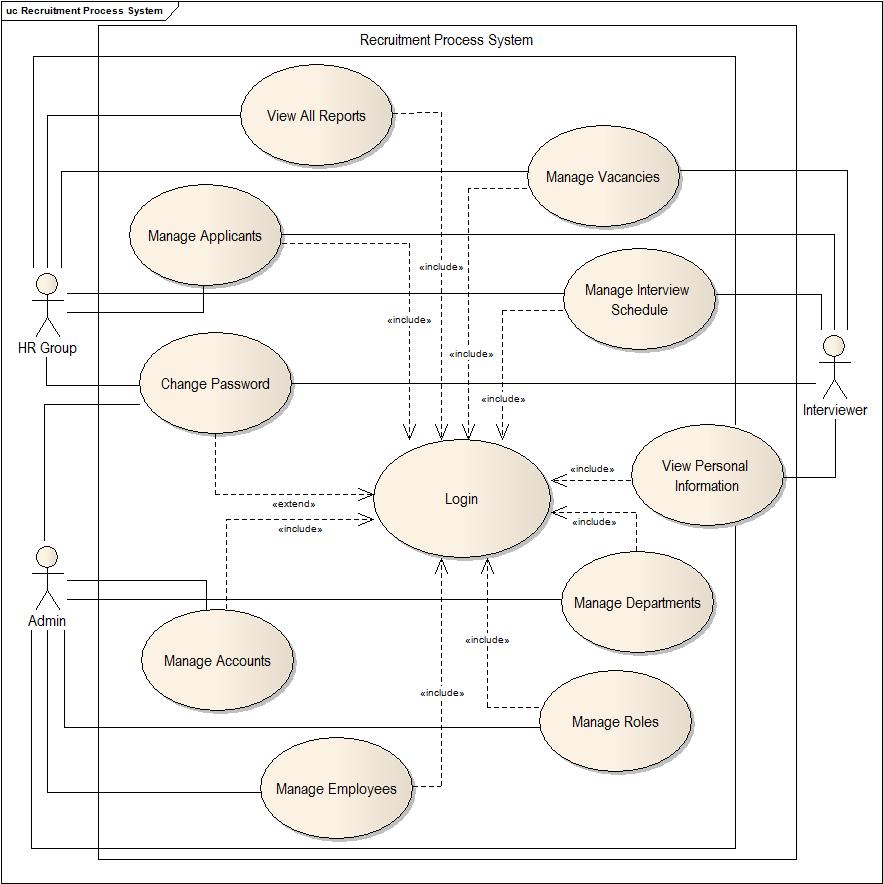 uc Recruitment Process System
Recruitment Process System
View All Reports
Manage Vacancies
Manage Applicants
«include»
Manage Interview
Schedule
«include»
HR Group
«include»
Change Password
«include»
Interviewer
View Personal
Information
«include»
Login
«extend»
«include»
«include»
Manage Departments
Admin
«include»
Manage Accounts
«include»
Manage Roles
Manage Employees